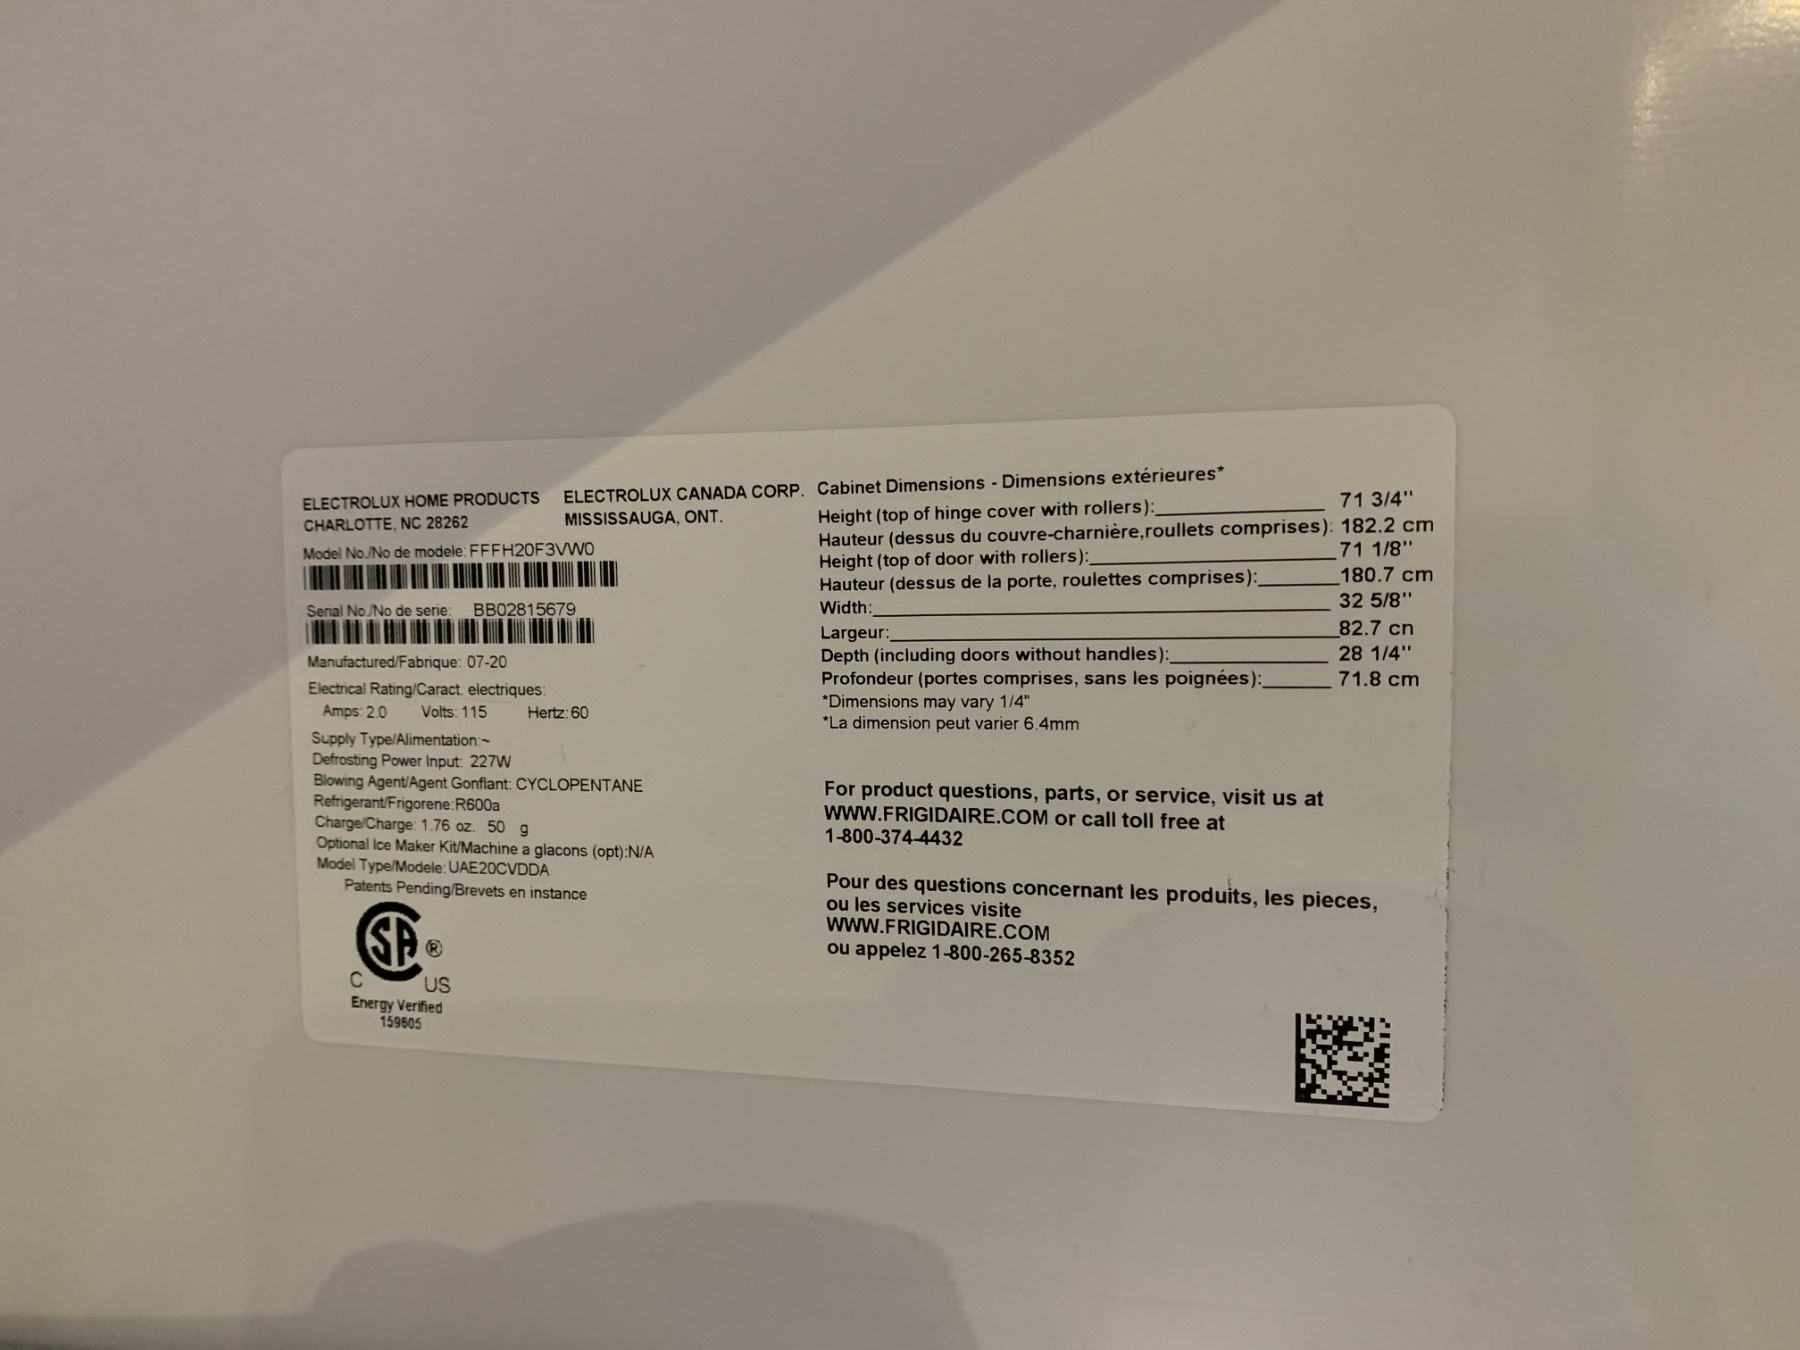 ELECTROLUX HOME PRODUCTS
CHARLOTTE, NC 28262
ELECTROLUX CANADA CORP.
MISSISSAUGA, ONT.
Model No./No de modele: FFFH20F3VW0
Serial No./No de serie: BB02815679
Manufactured/Fabrique: 07-20
Electrical Rating/Caract. electriques:
Amps: 2.0 Volts: 115 Hertz: 60
Supply Type/Alimentation:~
Defrosting Power Input: 227W
Blowing Agent/Agent Gonflant: CYCLOPENTANE
Refrigerant/Frigorene: R600a
Charge/Charge: 1.76 oz. 50 g
Optional Ice Maker Kit/Machine a glacons (opt):N/A
Model Type/Modele: UAE20CVDDA
Patents Pending/Brevets en instance
SA ®
C US
Energy Verified
159605
Cabinet Dimensions - Dimensions extérieures*
Height (top of hinge cover with rollers): 71 3/4''
Hauteur (dessus du couvre-charnière,roullets comprises): 182.2 cm
Height (top of door with rollers): 71 1/8''
Hauteur (dessus de la porte, roulettes comprises): 180.7 cm
Width: 32 5/8''
Largeur: 82.7 cn
Depth (including doors without handles): 28 1/4''
Profondeur (portes comprises, sans les poignées): 71.8 cm
*Dimensions may vary 1/4"
*La dimension peut varier 6.4mm
For product questions, parts, or service, visit us at
WWW.FRIGIDAIRE.COM or call toll free at
1-800-374-4432
Pour des questions concernant les produits, les pieces,
ou les services visite
WWW.FRIGIDAIRE.COM
ou appelez 1-800-265-8352